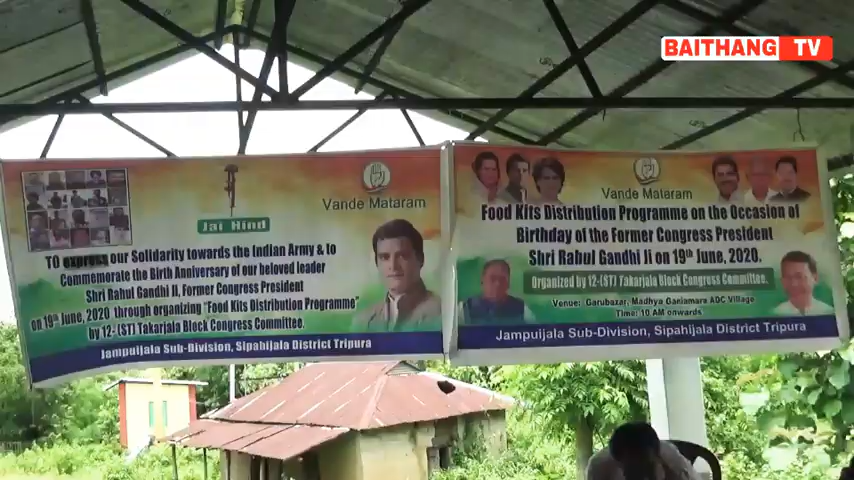 BAITHANG TV
Jai Hind
Vande Mataram
To express our Solidarity towards the Indian Army & to
Commemorate the Birth Anniversary of our beloved leader
Shri Rahul Gandhi Ji, Former Congress President
on 19th June, 2020 through organizing "Food Kits Distribution Programme"
by 12-(ST) Takarjala Block Congress Committee.
Jampuijala Sub-Division, Sipahijala District Tripura
Vande Mataram
Food Kits Distribution Programme on the Occasion of
Birthday of the Former Congress President
Shri Rahul Gandhi Ji on 19th June, 2020.
Organized by 12-(ST) Takarjala Block Congress Committee.
Venue: Garubazar, Madhya Ganiamara ADC Village
Time: 10 AM onwards
Jampuijala Sub-Division, Sipahijala District Tripura
BAITHANG TUBE